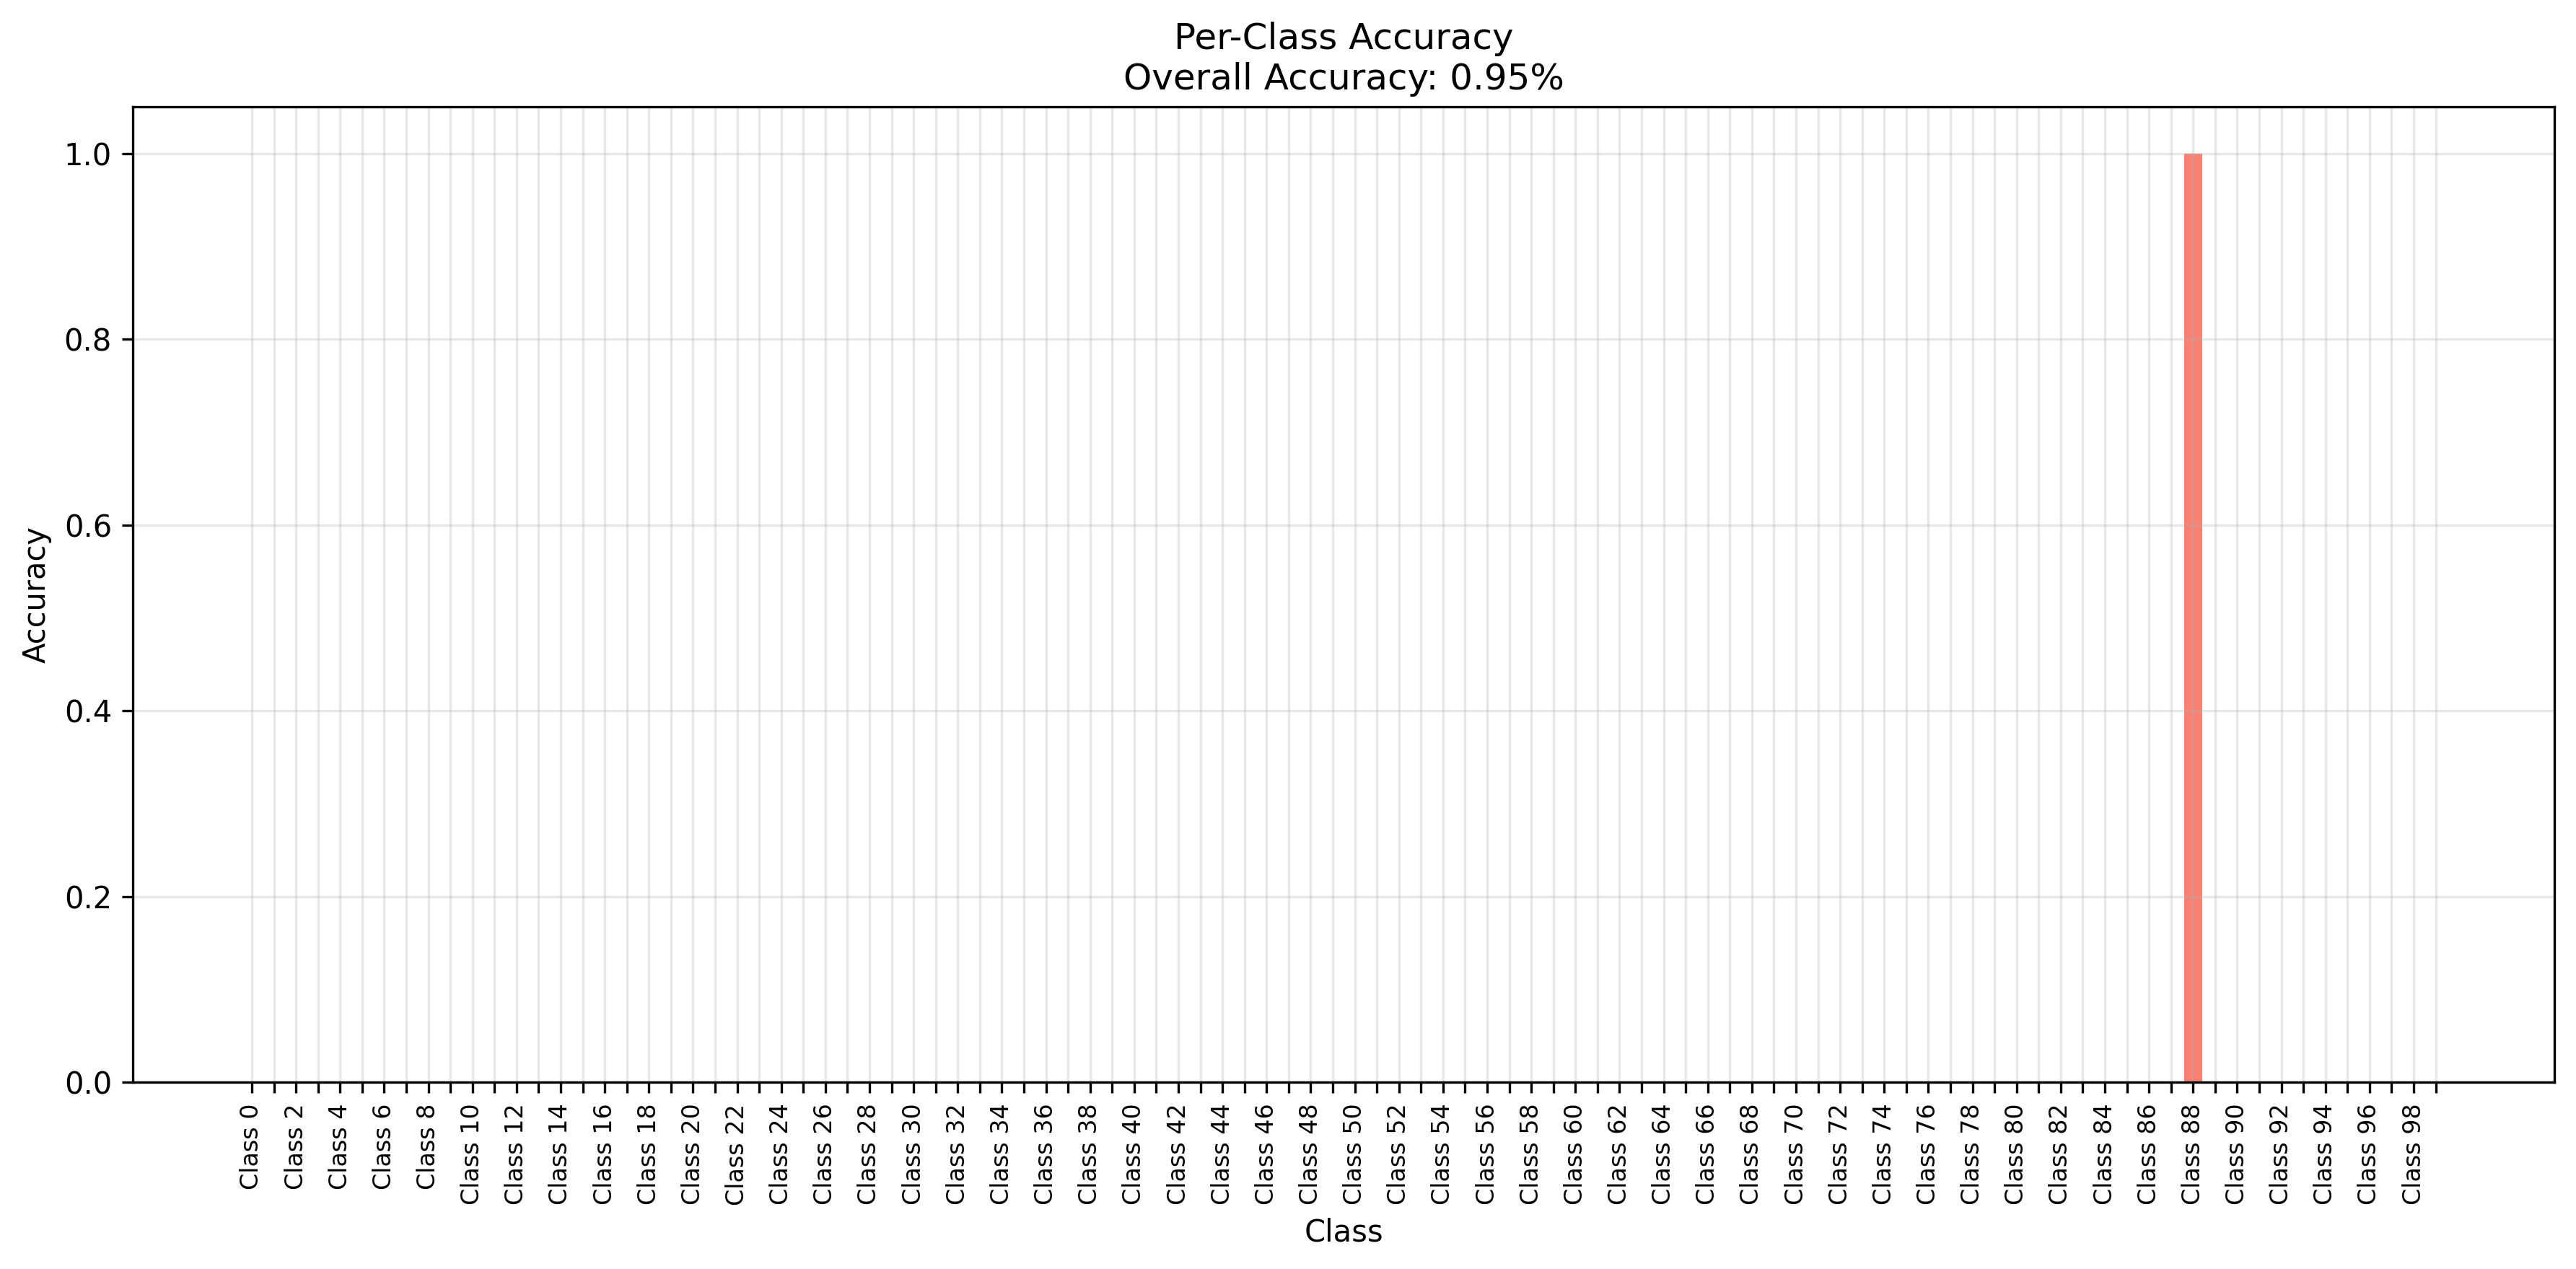 Per-Class Accuracy
Overall Accuracy: 0.95%
Accuracy
1.0
0.8
0.6
0.4
0.2
0.0
Class 0
Class 2
Class 4
Class 6
Class 8
Class 10
Class 12
Class 14
Class 16
Class 18
Class 20
Class 22
Class 24
Class 26
Class 28
Class 30
Class 32
Class 34
Class 36
Class 38
Class 40
Class 42
Class 44
Class 46
Class 48
Class 50
Class 52
Class 54
Class 56
Class 58
Class 60
Class 62
Class 64
Class 66
Class 68
Class 70
Class 72
Class 74
Class 76
Class 78
Class 80
Class 82
Class 84
Class 86
Class 88
Class 90
Class 92
Class 94
Class 96
Class 98
Class